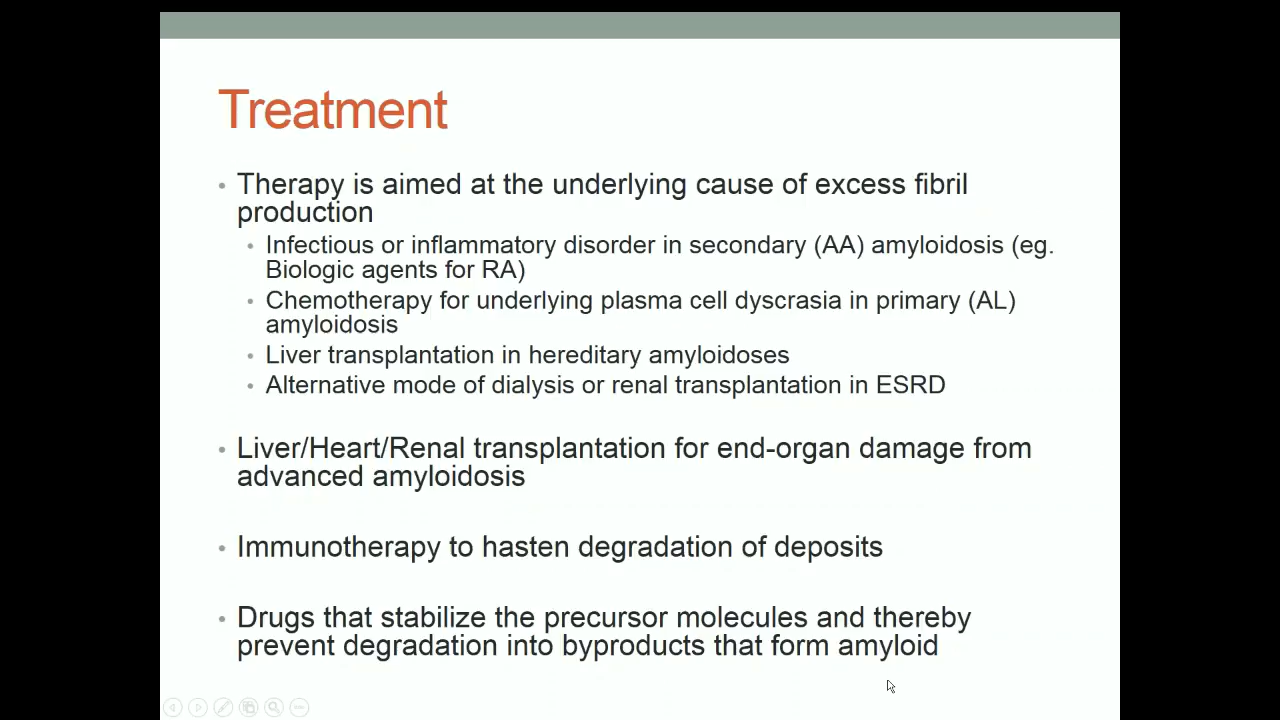 Treatment
• Therapy is aimed at the underlying cause of excess fibril
production
• Infectious or inflammatory disorder in secondary (AA) amyloidosis (eg.
Biologic agents for RA)
• Chemotherapy for underlying plasma cell dyscrasia in primary (AL)
amyloidosis
• Liver transplantation in hereditary amyloidoses
• Alternative mode of dialysis or renal transplantation in ESRD
• Liver/Heart/Renal transplantation for end-organ damage from
advanced amyloidosis
• Immunotherapy to hasten degradation of deposits
• Drugs that stabilize the precursor molecules and thereby
prevent degradation into byproducts that form amyloid